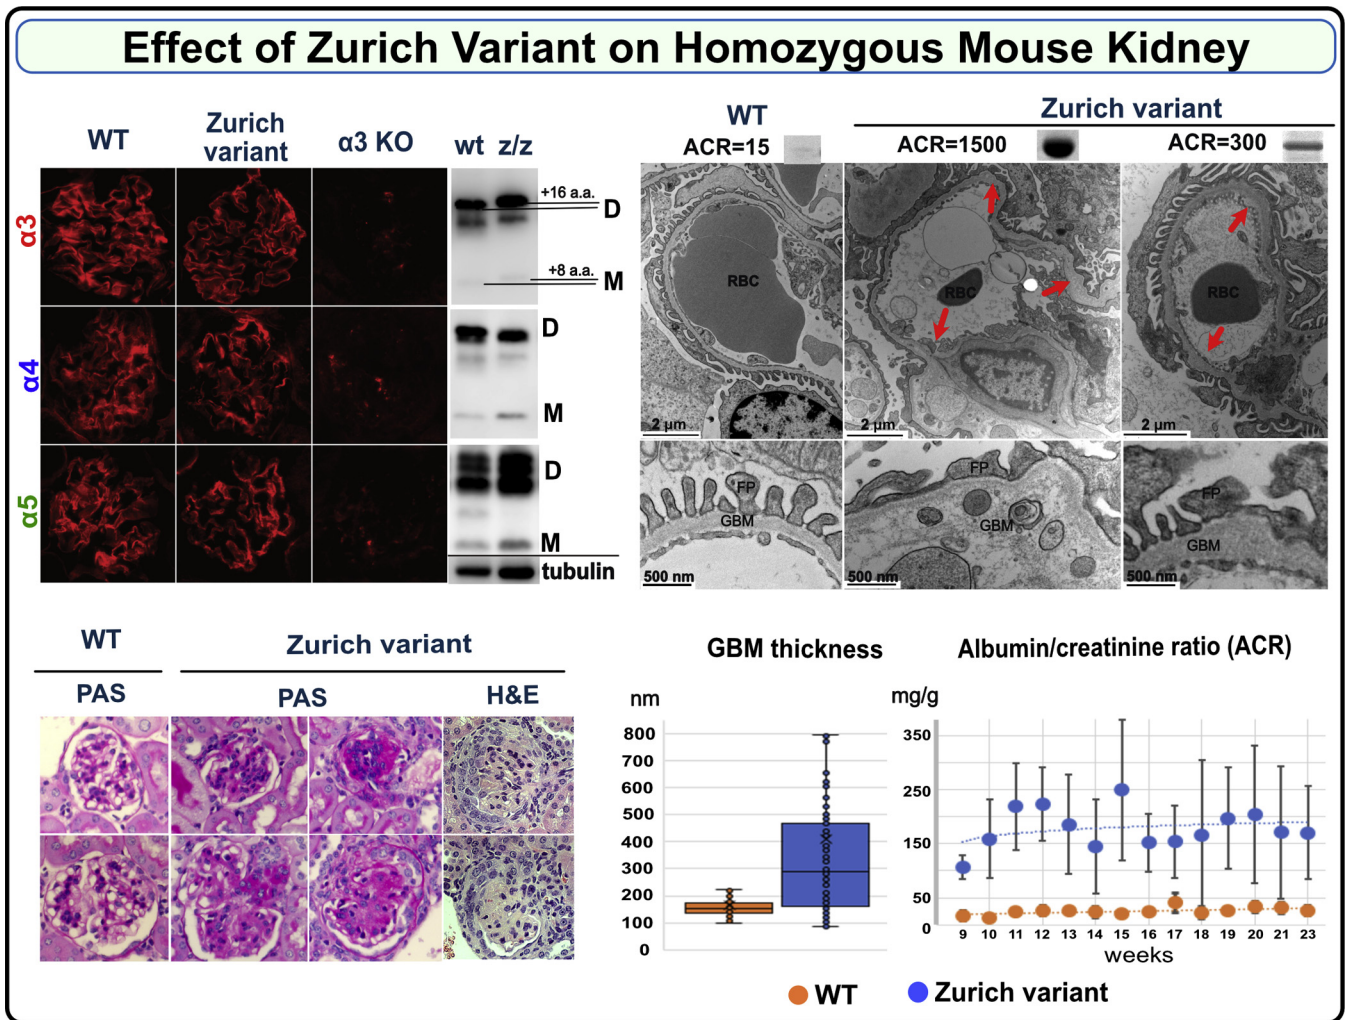 Effect of Zurich Variant on Homozygous Mouse Kidney
WT
Zurich
variant
α3 KO
wt z/z
α3
+16 a.a.
D
+8 a.a.
M
α4
D
M
α5
D
M
tubulin
WT
Zurich variant
ACR=15
ACR=1500
ACR=300
RBC
RBC
RBC
2 µm
2 µm
2 µm
FP
GBM
FP
GBM
FP
GBM
500 nm
500 nm
500 nm
WT
Zurich variant
PAS
PAS
H&E
GBM thickness
nm
800
700
600
500
400
300
200
100
0
Albumin/creatinine ratio (ACR)
mg/g
350
250
150
50
0
9 10 11 12 13 14 15 16 17 18 19 20 21 23
weeks
WT
Zurich variant